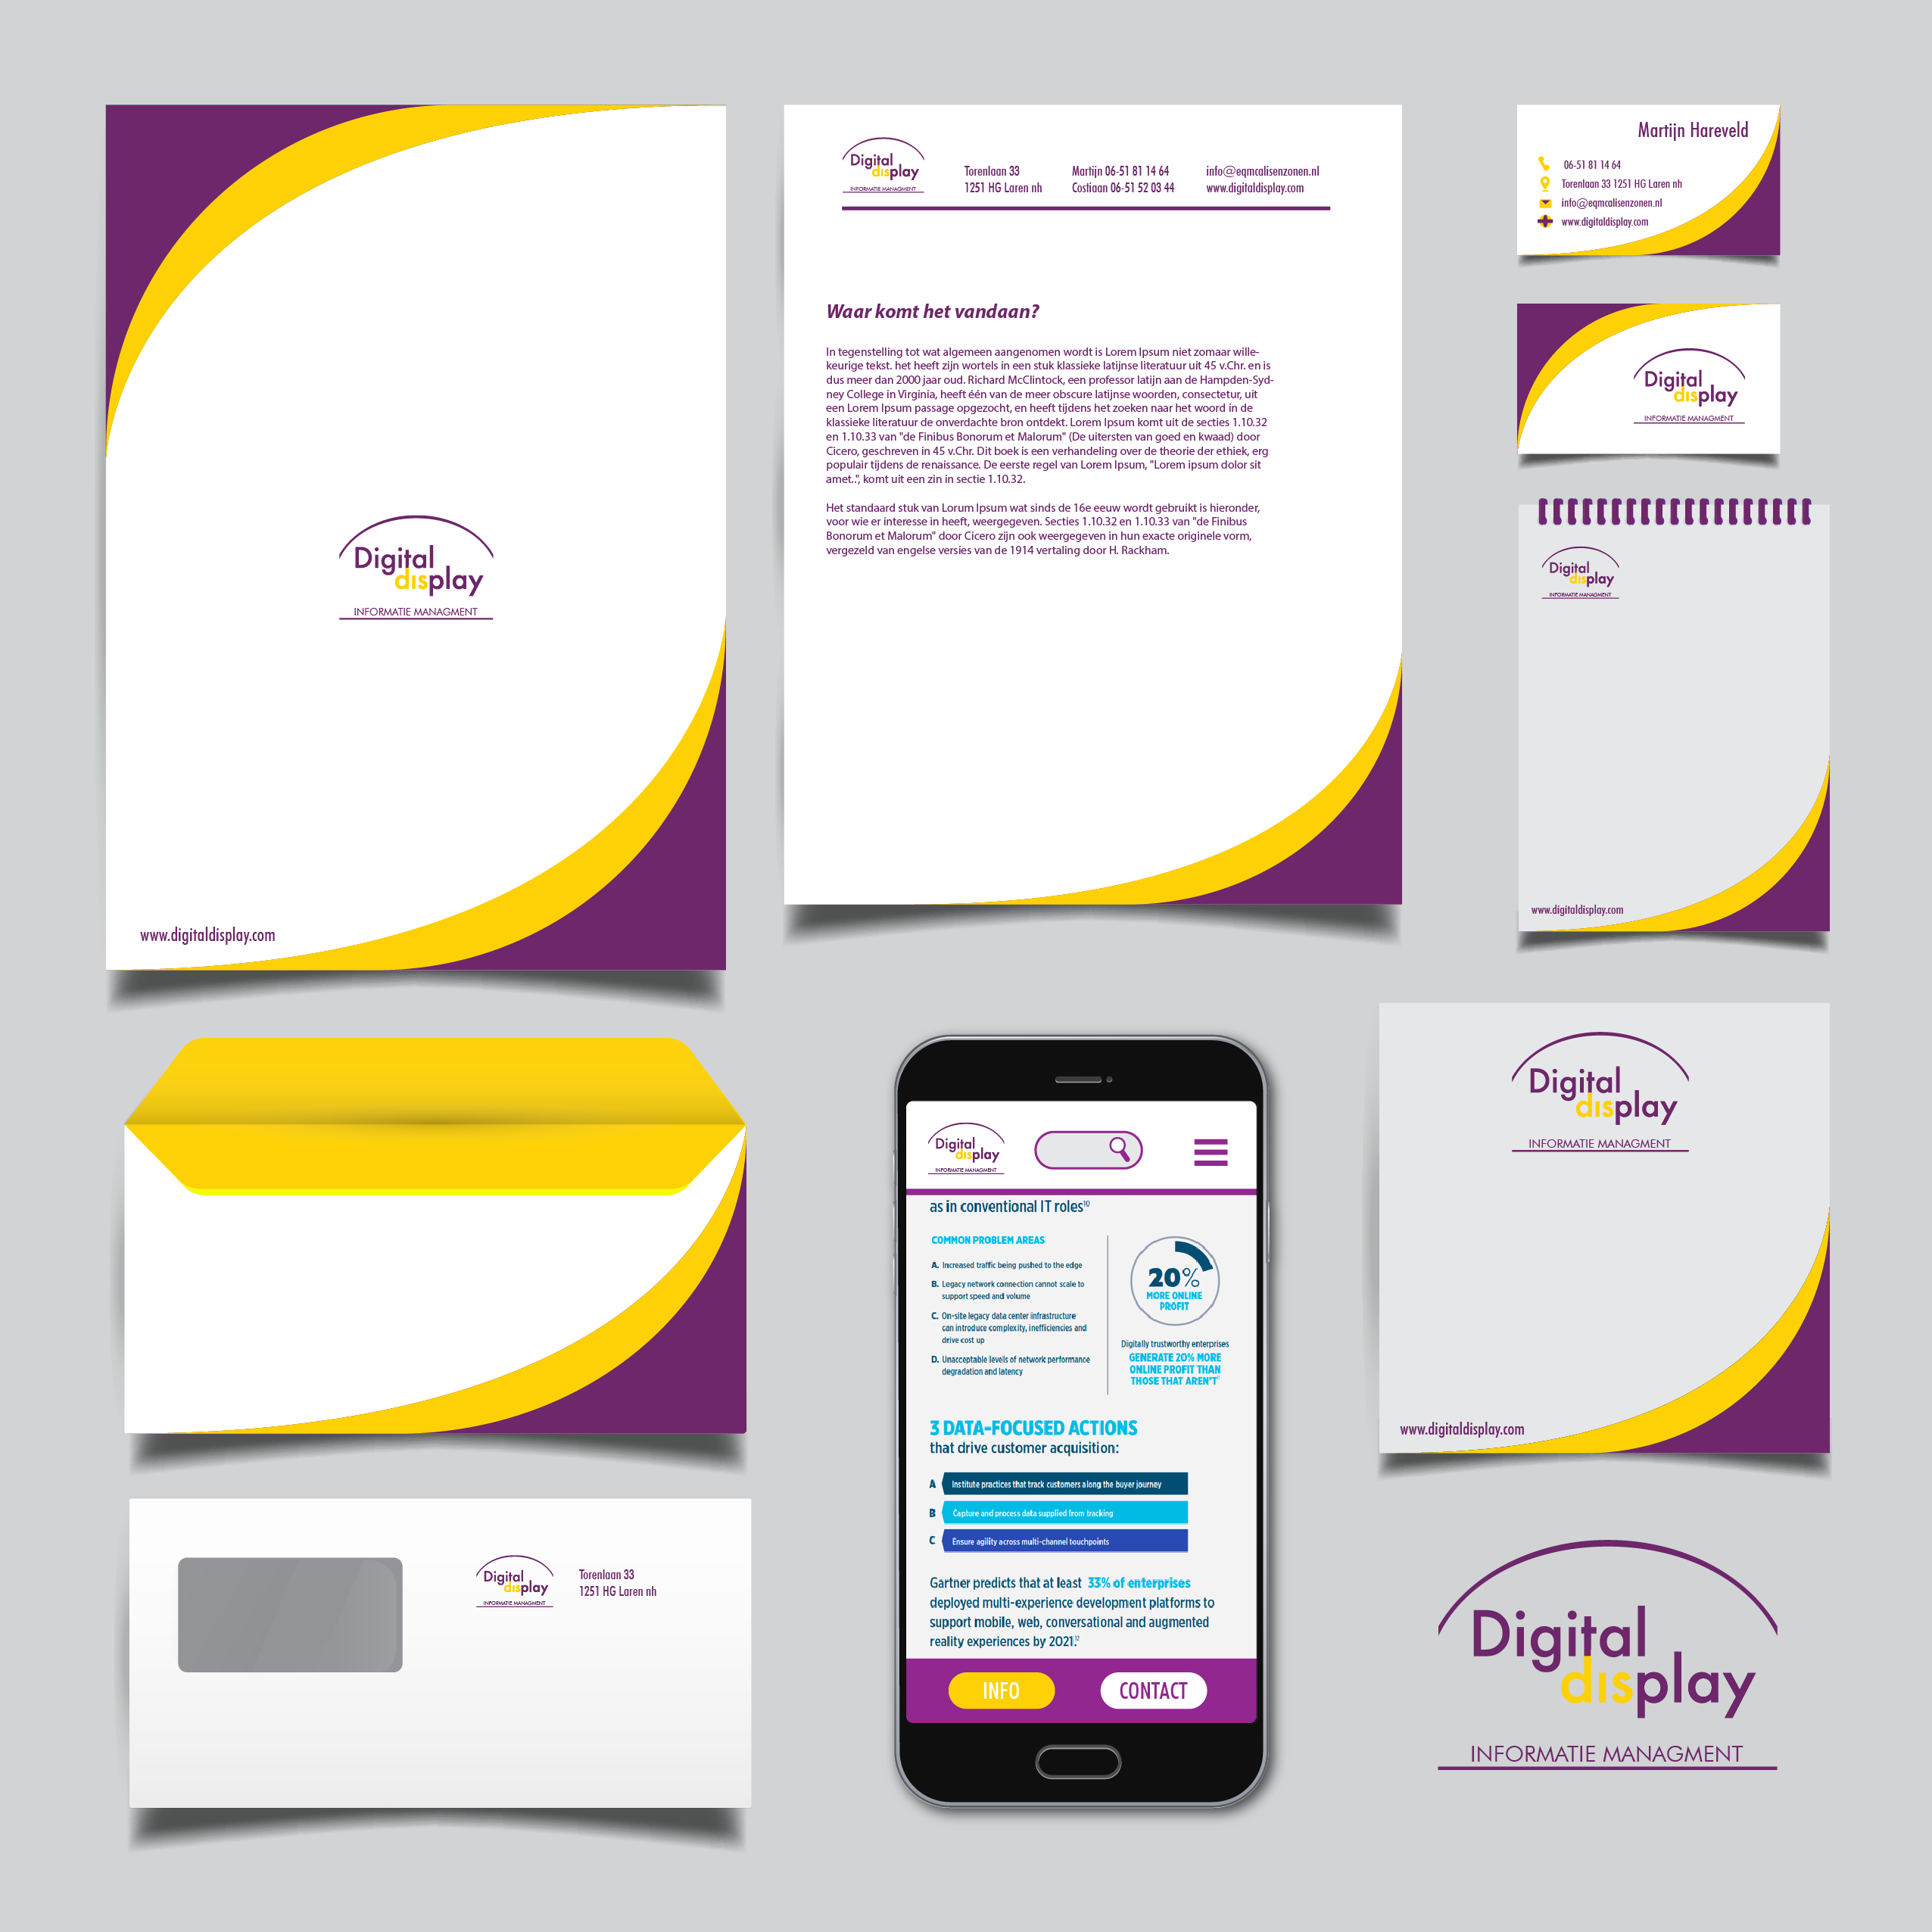 Digital
display
INFORMATIE MANAGMENT
www.digitaldisplay.com
Digital
display
INFORMATIE MANAGMENT
Torenlaan 33
1251 HG Laren nh
Martijn 06-51 81 14 64
Costiaan 06-51 52 03 44
info@eqmcalisenzonen.nl
www.digitaldisplay.com
Waar komt het vandaan?
In tegenstelling tot wat algemeen aangenomen wordt is Lorem Ipsum niet zomaar wille-
keurige tekst. het heeft zijn wortels in een stuk klassieke latijnse literatuur uit 45 v.Chr. en is
dus meer dan 2000 jaar oud. Richard McClintock, een professor latijn aan de Hampden-Syd-
ney College in Virginia, heeft één van de meer obscure latijnse woorden, consectetur, uit
een Lorem Ipsum passage opgezocht, en heeft tijdens het zoeken naar het woord in de
klassieke literatuur de onverdachte bron ontdekt. Lorem Ipsum komt uit de secties 1.10.32
en 1.10.33 van "de Finibus Bonorum et Malorum" (De uitersten van goed en kwaad) door
Cicero, geschreven in 45 v.Chr. Dit boek is een verhandeling over de theorie der ethiek, erg
populair tijdens de renaissance. De eerste regel van Lorem Ipsum, "Lorem ipsum dolor sit
amet..", komt uit een zin in sectie 1.10.32.
Het standaard stuk van Lorum Ipsum wat sinds de 16e eeuw wordt gebruikt is hieronder,
voor wie er interesse in heeft, weergegeven. Secties 1.10.32 en 1.10.33 van "de Finibus
Bonorum et Malorum" door Cicero zijn ook weergegeven in hun exacte originele vorm,
vergezeld van engelse versies van de 1914 vertaling door H. Rackham.
Martijn Hareveld
06-51 81 14 64
Torenlaan 33 1251 HG Laren nh
info@eqmcalisenzonen.nl
www.digitaldisplay.com
Digital
display
INFORMATIE MANAGMENT
Digital
display
INFORMATIE MANAGMENT
www.digitaldisplay.com
Digital
display
INFORMATIE MANAGMENT
Torenlaan 33
1251 HG Laren nh
Digital
display
INFORMATIE MANAGMENT
as in conventional IT roles¹⁰
COMMON PROBLEM AREAS
A. Increased traffic being pushed to the edge
B. Legacy network connection cannot scale to
support speed and volume
C. On-site legacy data center infrastructure
can introduce complexity, inefficiencies and
drive cost up
D. Unacceptable levels of network performance
degradation and latency
20%
MORE ONLINE
PROFIT
Digitally trustworthy enterprises
GENERATE 20% MORE
ONLINE PROFIT THAN
THOSE THAT AREN'T
3 DATA-FOCUSED ACTIONS
that drive customer acquisition:
A Institute practices that track customers along the buyer journey
B Capture and process data supplied from tracking
C Ensure agility across multi-channel touchpoints
Gartner predicts that at least 33% of enterprises
deployed multi-experience development platforms to
support mobile, web, conversational and augmented
reality experiences by 2021.¹²
INFO
CONTACT
Digital
display
INFORMATIE MANAGMENT
www.digitaldisplay.com
Digital
display
INFORMATIE MANAGMENT